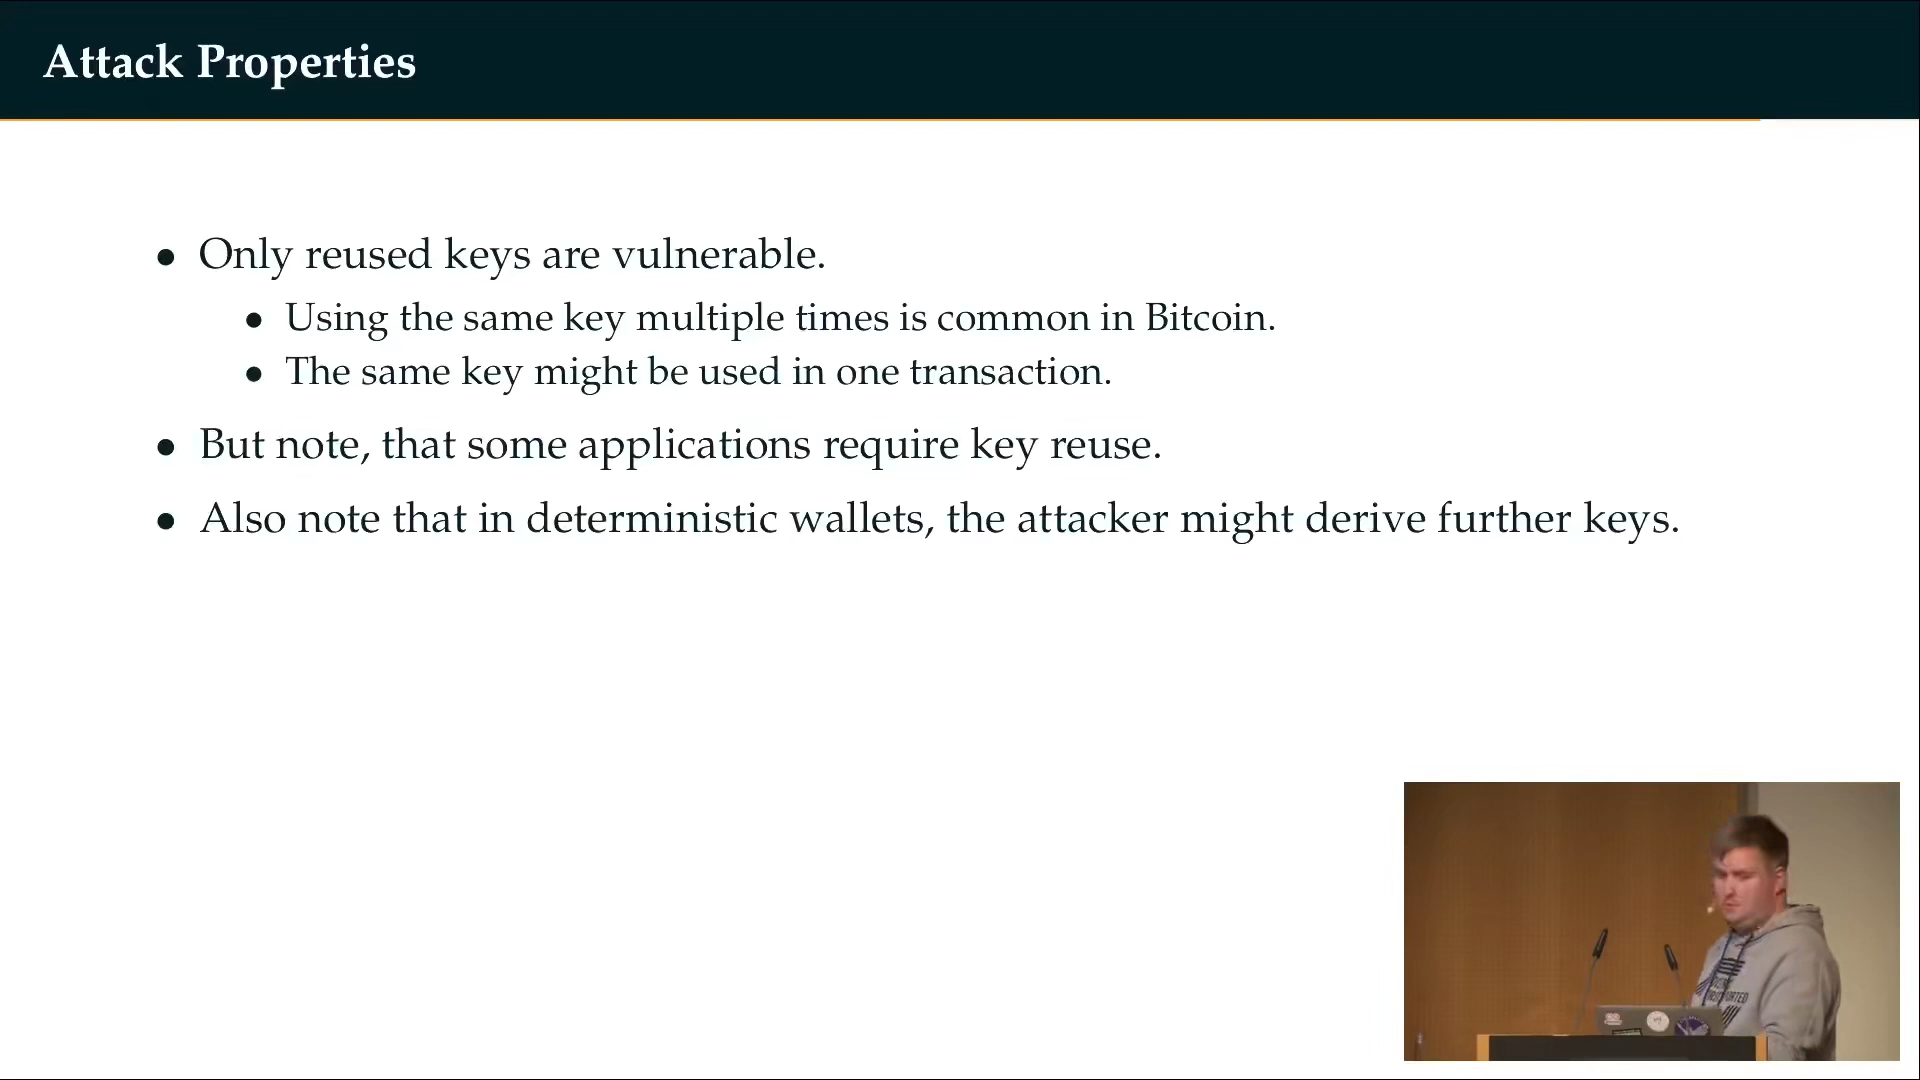 Attack Properties
Only reused keys are vulnerable.
Using the same key multiple times is common in Bitcoin.
The same key might be used in one transaction.
But note, that some applications require key reuse.
Also note that in deterministic wallets, the attacker might derive further keys.